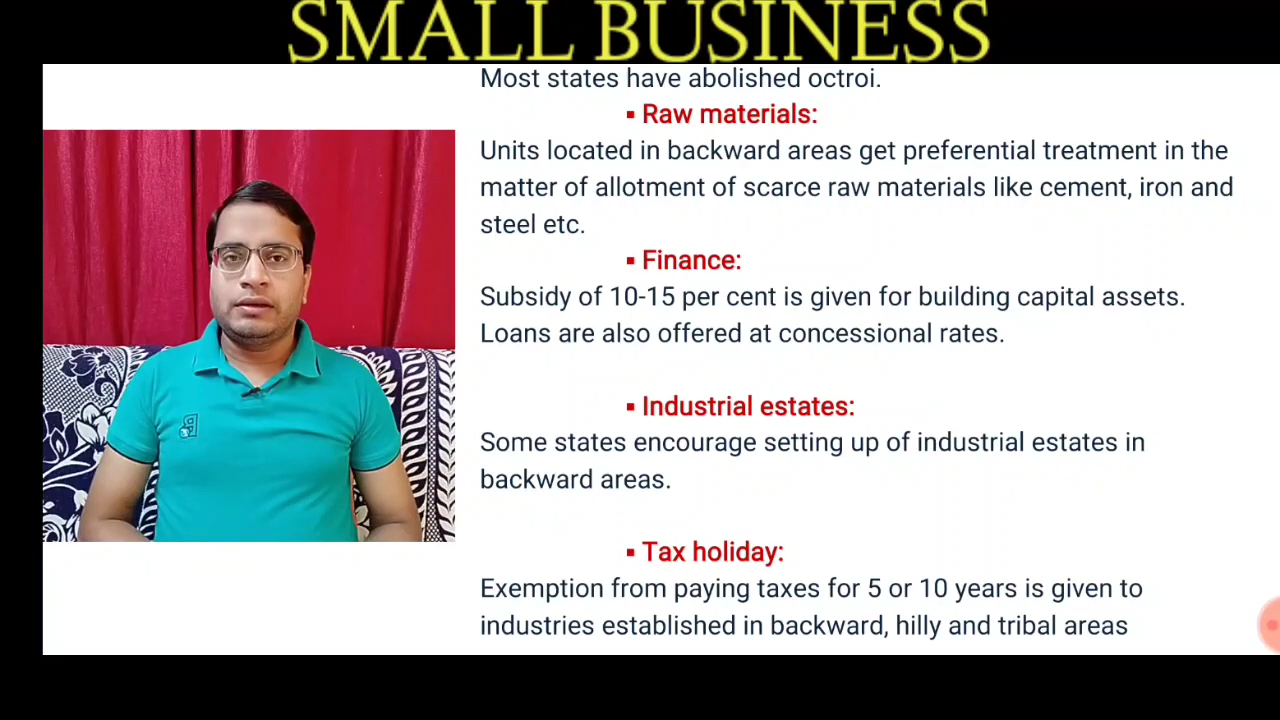 SMALL BUSINESS
Most states have abolished octroi.
▪ Raw materials:
Units located in backward areas get preferential treatment in the
matter of allotment of scarce raw materials like cement, iron and
steel etc.
▪ Finance:
Subsidy of 10-15 per cent is given for building capital assets.
Loans are also offered at concessional rates.
▪ Industrial estates:
Some states encourage setting up of industrial estates in
backward areas.
▪ Tax holiday:
Exemption from paying taxes for 5 or 10 years is given to
industries established in backward, hilly and tribal areas